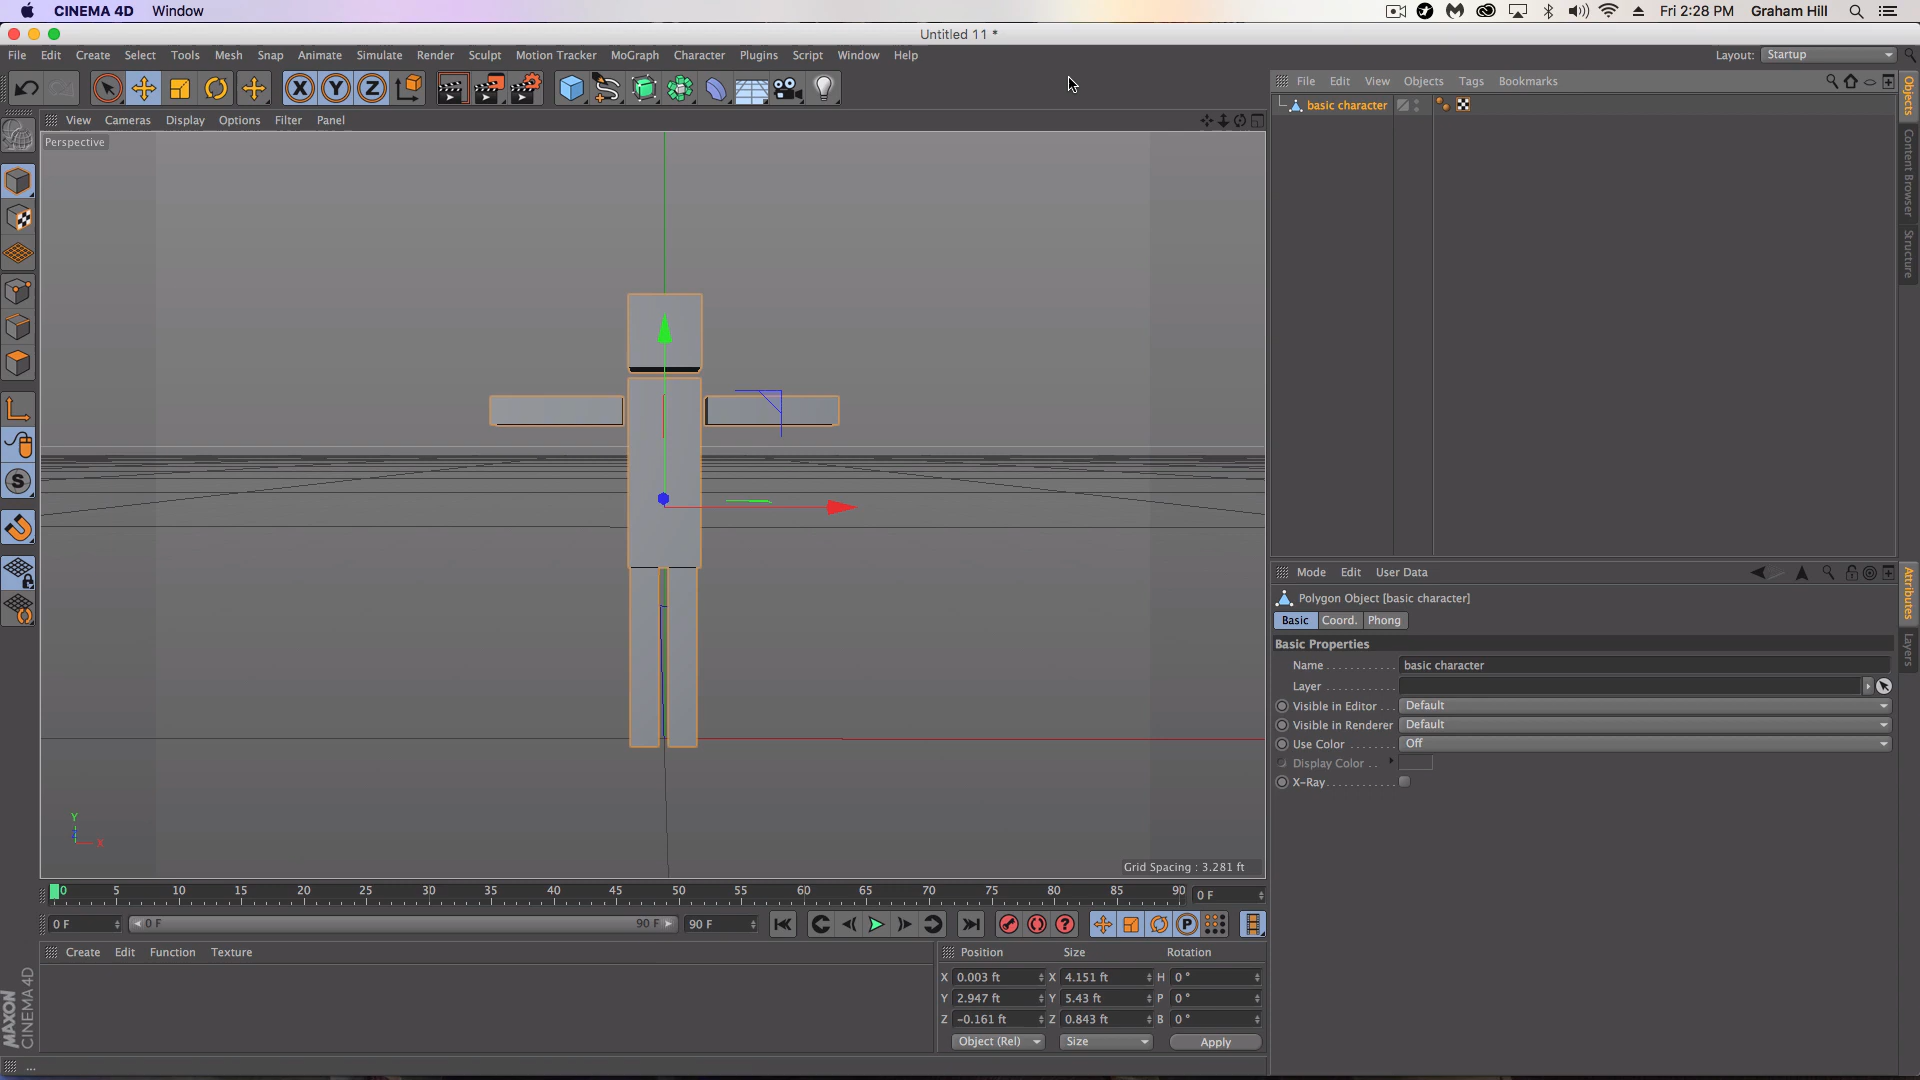 CINEMA 4D Window Fri 2:28 PM Graham Hill
Untitled 11 *
File Edit Create Select Tools Mesh Snap Animate Simulate Render Sculpt Motion Tracker MoGraph Character Plugins Script Window Help Layout: Startup
X Y Z
File Edit View Objects Tags Bookmarks
basic character
View Cameras Display Options Filter Panel
Perspective
Objects
Content Browser
Structure
S
Y
Z
X
Grid Spacing : 3.281 ft
Mode Edit User Data
Polygon Object [basic character]
Basic Coord. Phong
Basic Properties
Name basic character
Layer
Visible in Editor Default
Visible in Renderer Default
Use Color Off
Display Color
X-Ray
Attributes
Layers
0 5 10 15 20 25 30 35 40 45 50 55 60 65 70 75 80 85 90 0 F
0 F 0 F 90 F 90 F ? P
Create Edit Function Texture
Position Size Rotation
X 0.003 ft X 4.151 ft H 0 °
Y 2.947 ft Y 5.43 ft P 0 °
Z -0.161 ft Z 0.843 ft B 0 °
Object (Rel) Size Apply
MAXON
CINEMA 4D
...